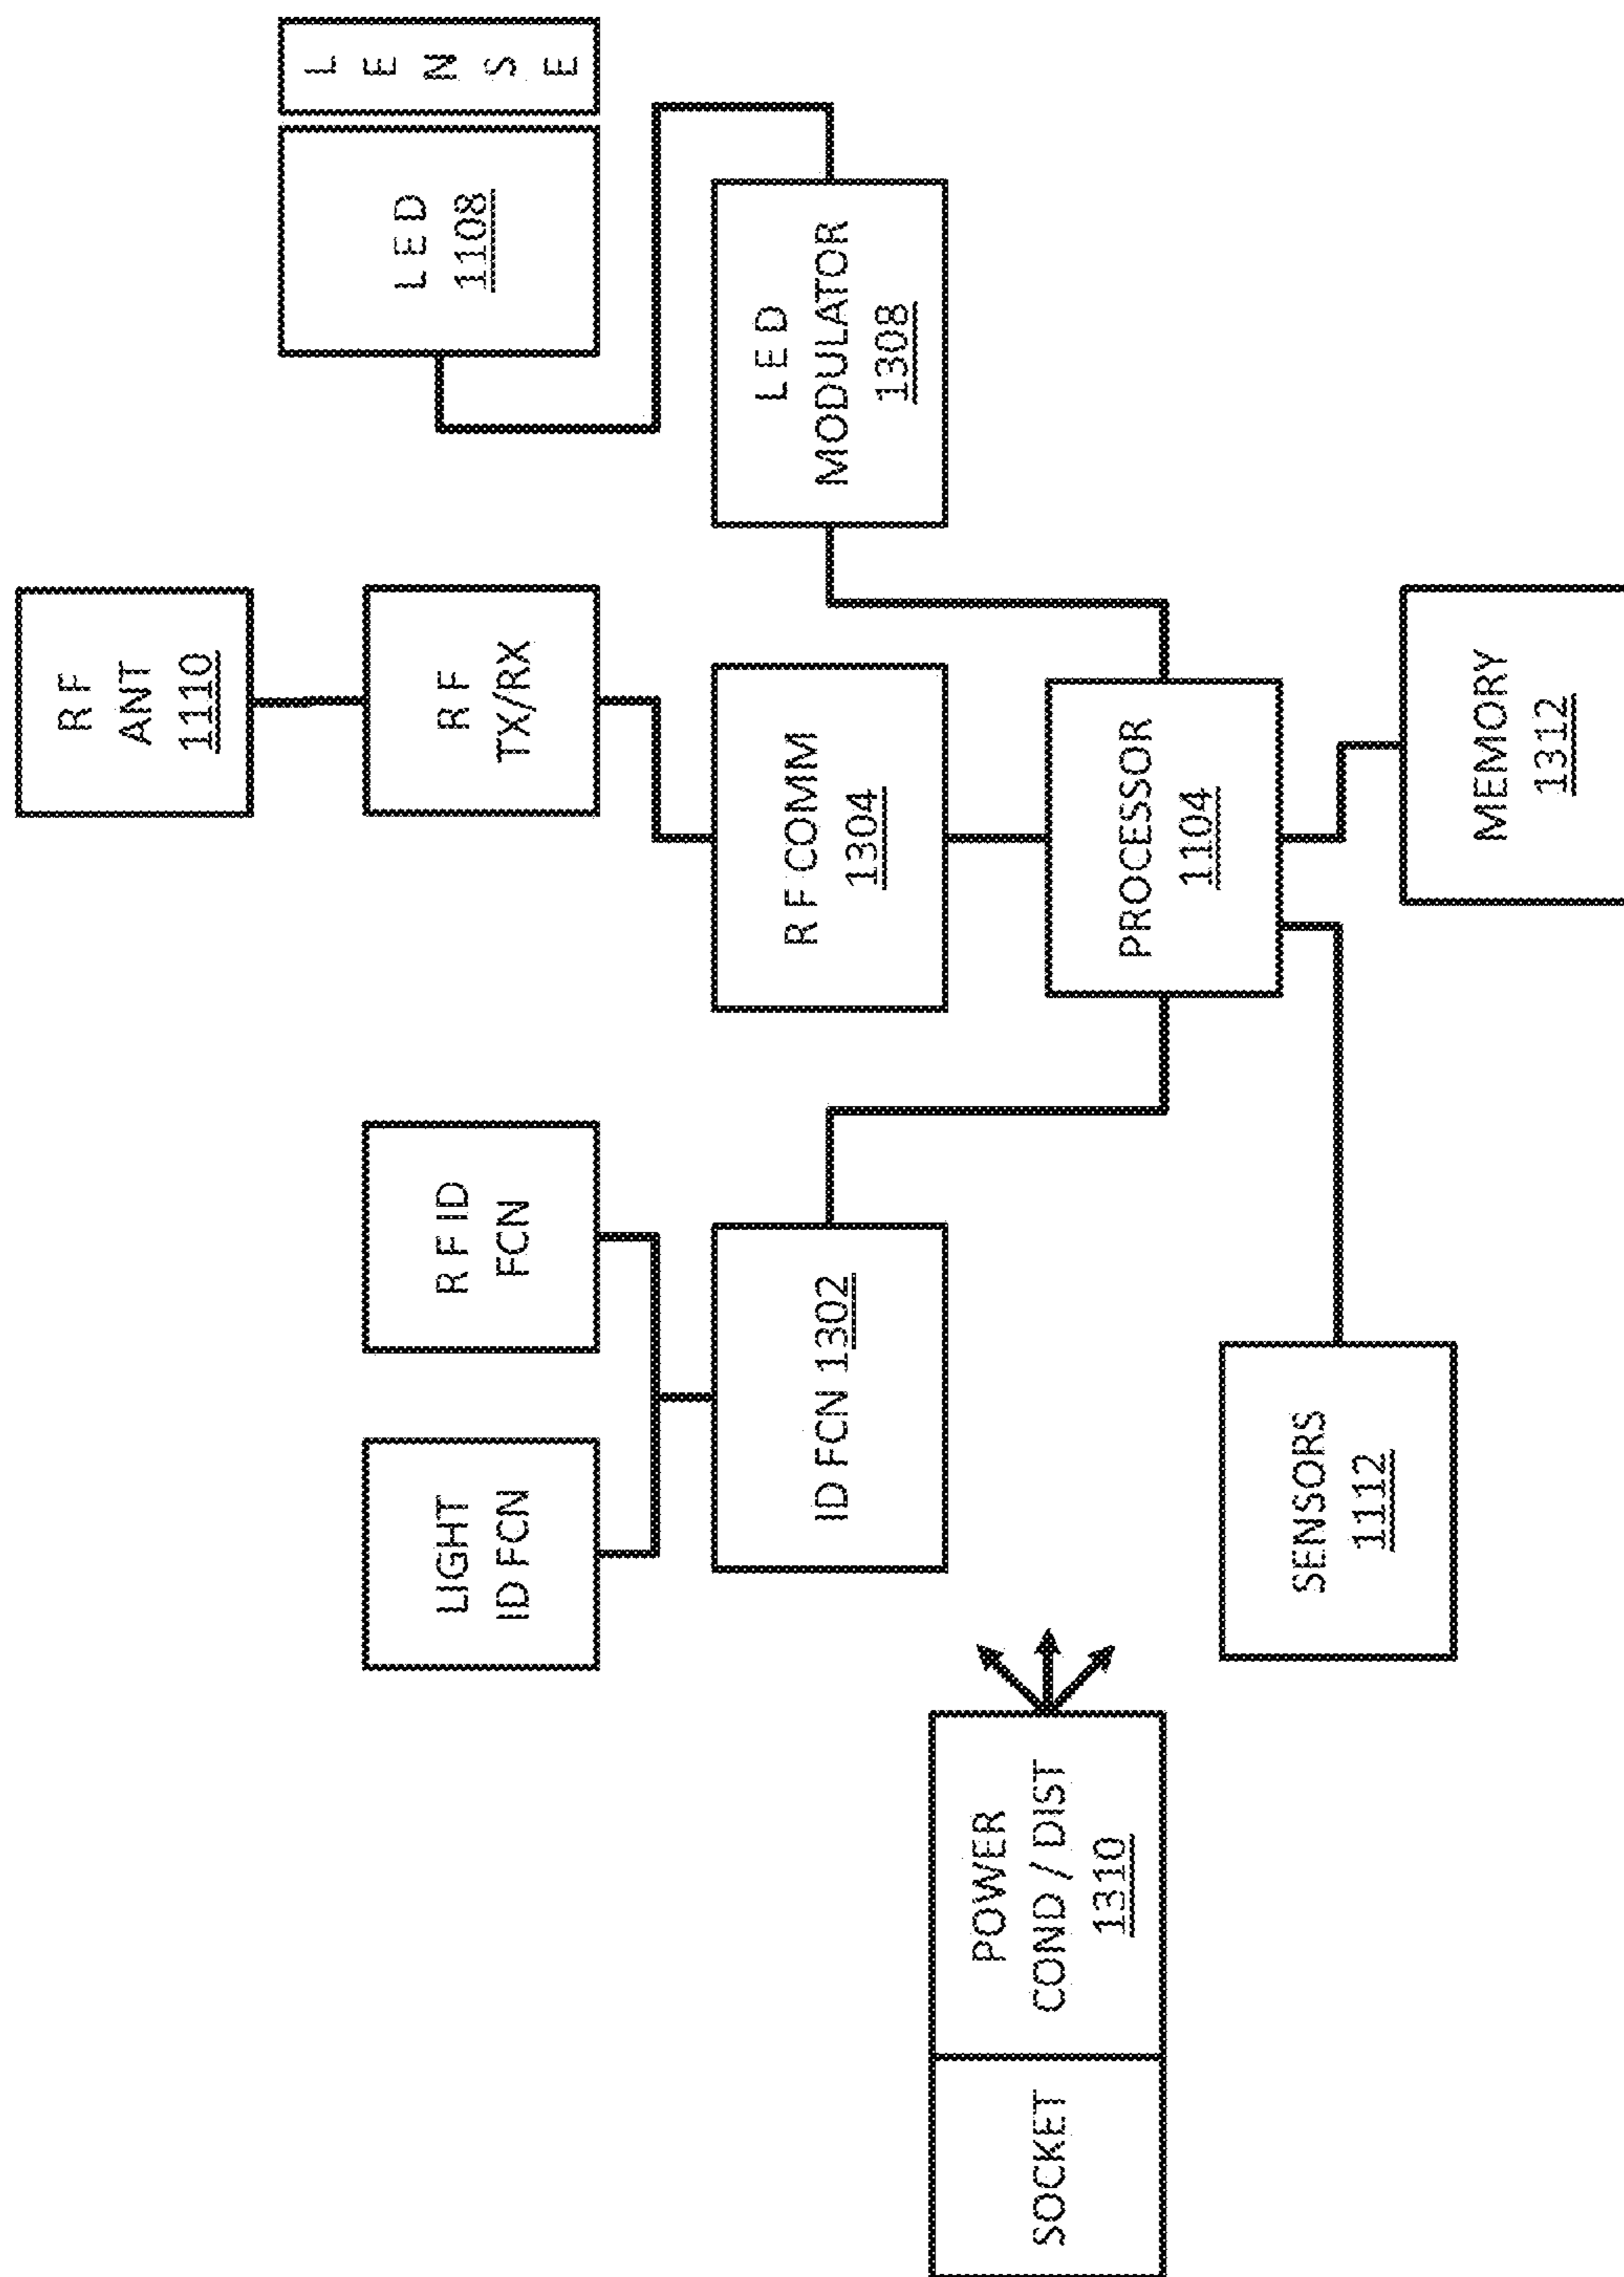 R F
ANT
1110
LIGHT
ID FCN
R F ID
FCN
R F
TX/RX
L E D
1108
L
E
N
S
E
ID FCN 1302
R F COMM
1304
L E D
MODULATOR
1308
SOCKET
POWER
COND / DIST
1310
PROCESSOR
1104
SENSORS
1112
MEMORY
1312